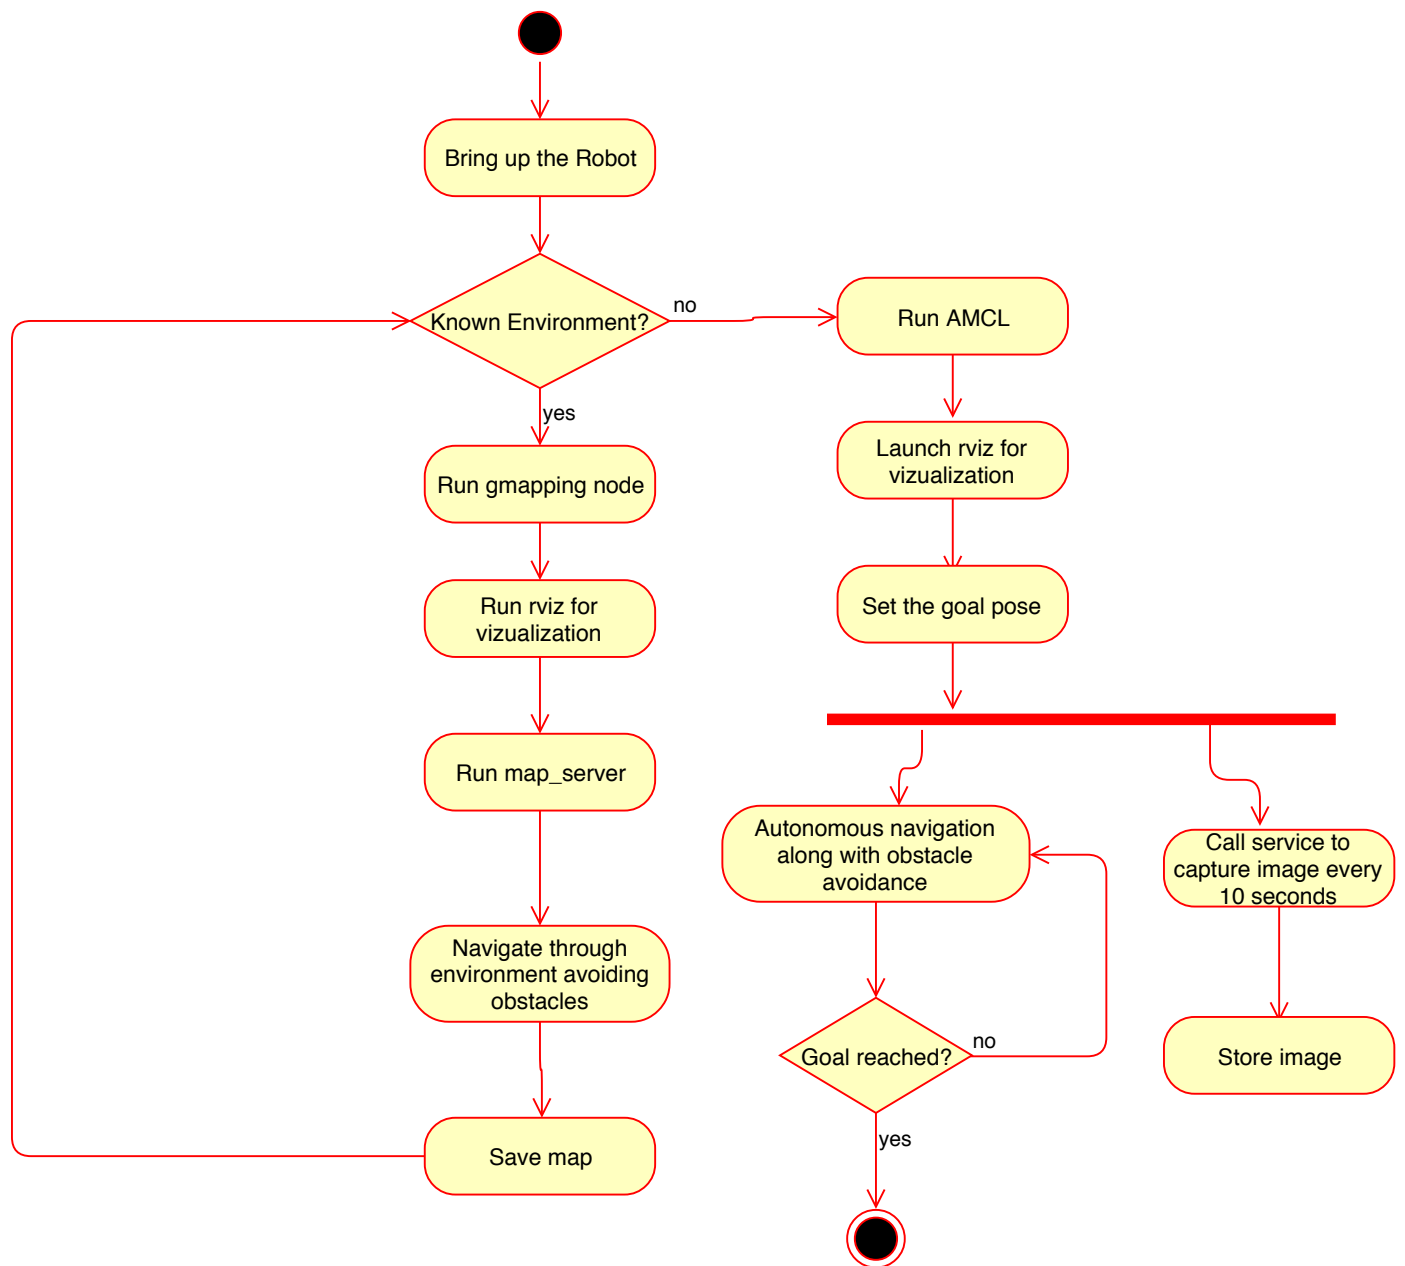 Bring up the Robot
Known Environment?
no
yes
Run AMCL
Launch rviz for
vizualization
Set the goal pose
Run gmapping node
Run rviz for
vizualization
Run map_server
Navigate through
environment avoiding
obstacles
Save map
Autonomous navigation
along with obstacle
avoidance
Goal reached?
no
yes
Call service to
capture image every
10 seconds
Store image